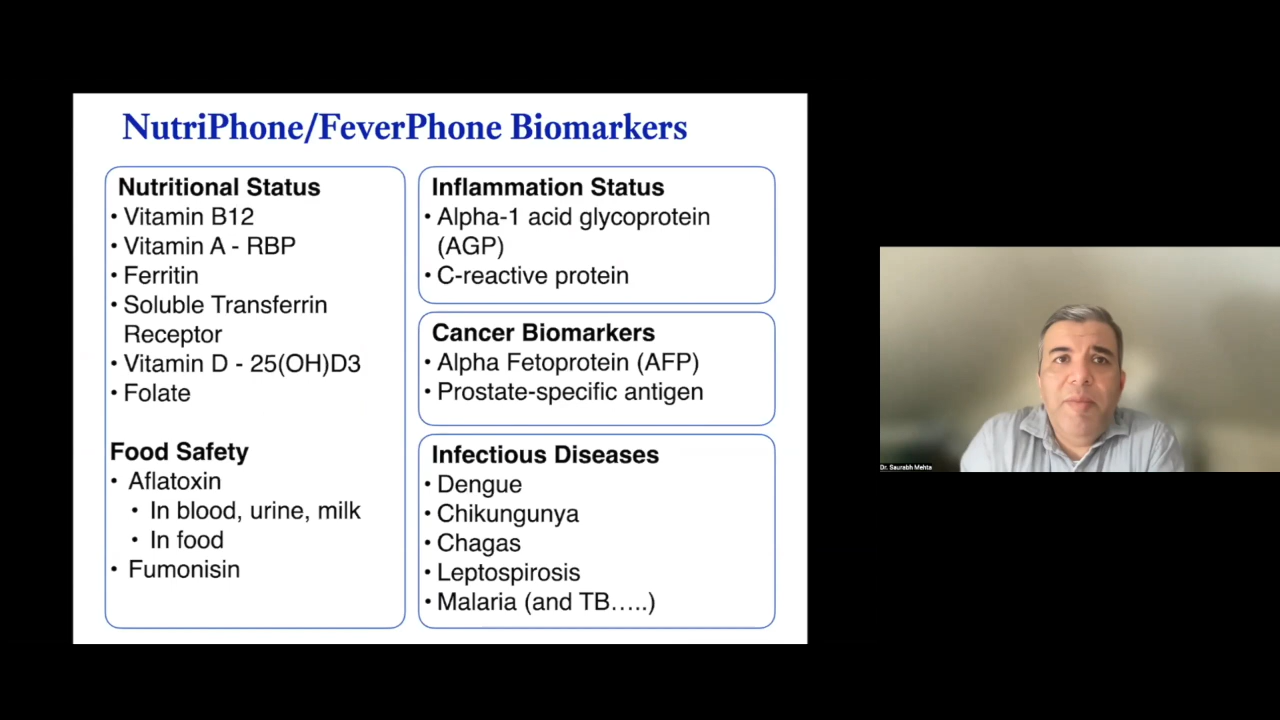 NutriPhone/FeverPhone Biomarkers
Nutritional Status
• Vitamin B12
• Vitamin A - RBP
• Ferritin
• Soluble Transferrin
Receptor
• Vitamin D - 25(OH)D3
• Folate
Food Safety
• Aflatoxin
• In blood, urine, milk
• In food
• Fumonisin
Inflammation Status
• Alpha-1 acid glycoprotein
(AGP)
• C-reactive protein
Cancer Biomarkers
• Alpha Fetoprotein (AFP)
• Prostate-specific antigen
Infectious Diseases
• Dengue
• Chikungunya
• Chagas
• Leptospirosis
• Malaria (and TB.....)
Dr. Saurabh Mehta